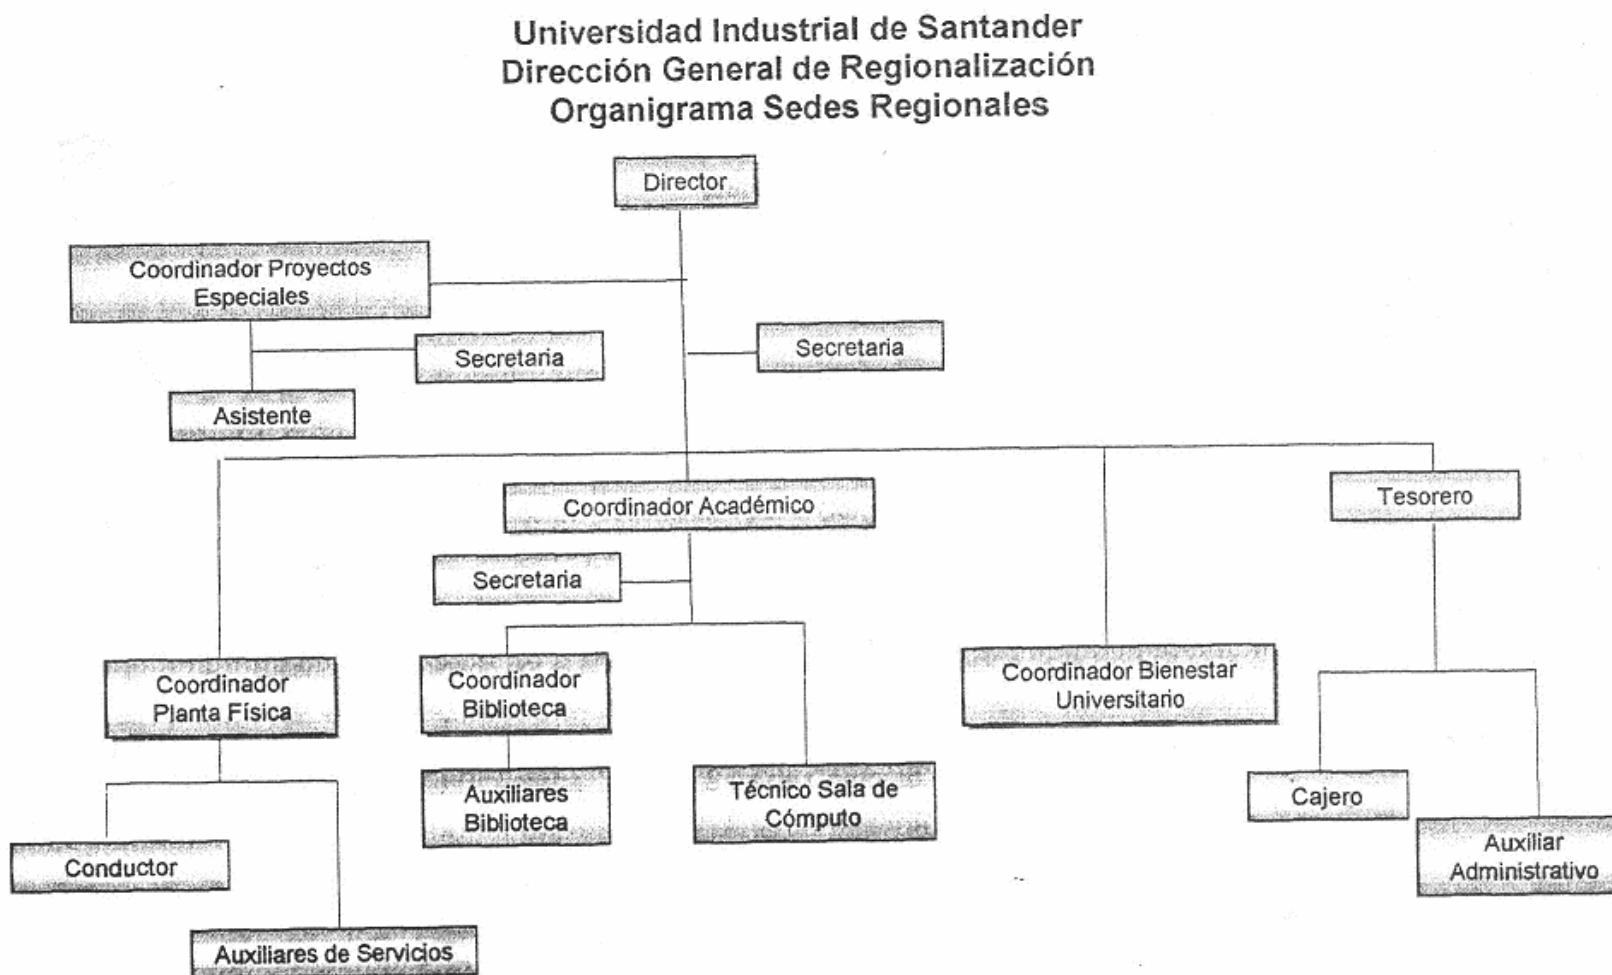 Universidad Industrial de Santander
Dirección General de Regionalización
Organigrama Sedes Regionales
Director
Coordinador Proyectos
Especiales
Secretaria
Secretaria
Asistente
Coordinador Académico
Tesorero
Secretaria
Coordinador
Planta Física
Coordinador
Biblioteca
Coordinador Bienestar
Universitario
Auxiliares
Biblioteca
Técnico Sala de
Cómputo
Cajero
Conductor
Auxiliar
Administrativo
Auxiliares de Servicios